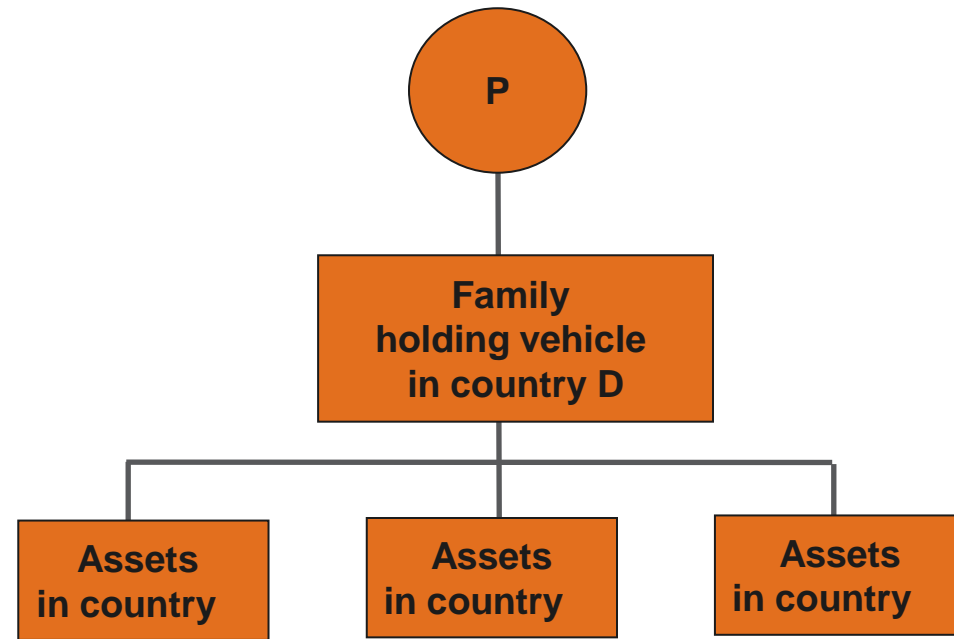 P
Family
holding vehicle
in country D
Assets
in country
Assets
in country
Assets
in country